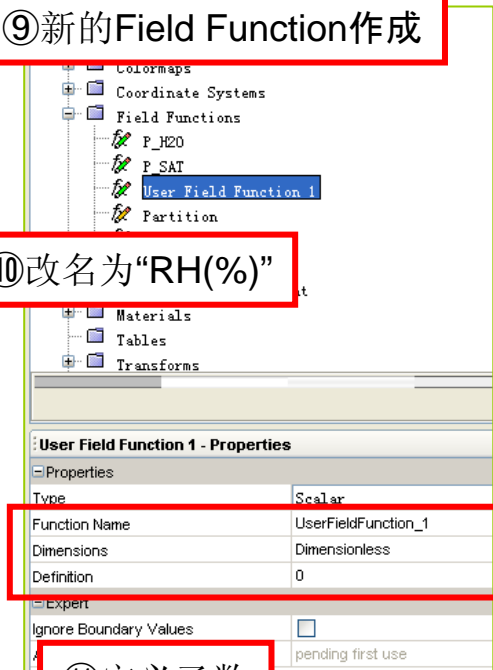 ⑨新的Field Function作成
Colormaps
Coordinate Systems
Field Functions
P_H2O
P_SAT
User Field Function 1
Partition
⑩改名为“RH(%)”
Materials
Tables
Transforms
User Field Function 1 - Properties
Properties
Type Scalar
Function Name UserFieldFunction_1
Dimensions Dimensionless
Definition 0
Expert
Ignore Boundary Values
pending first use